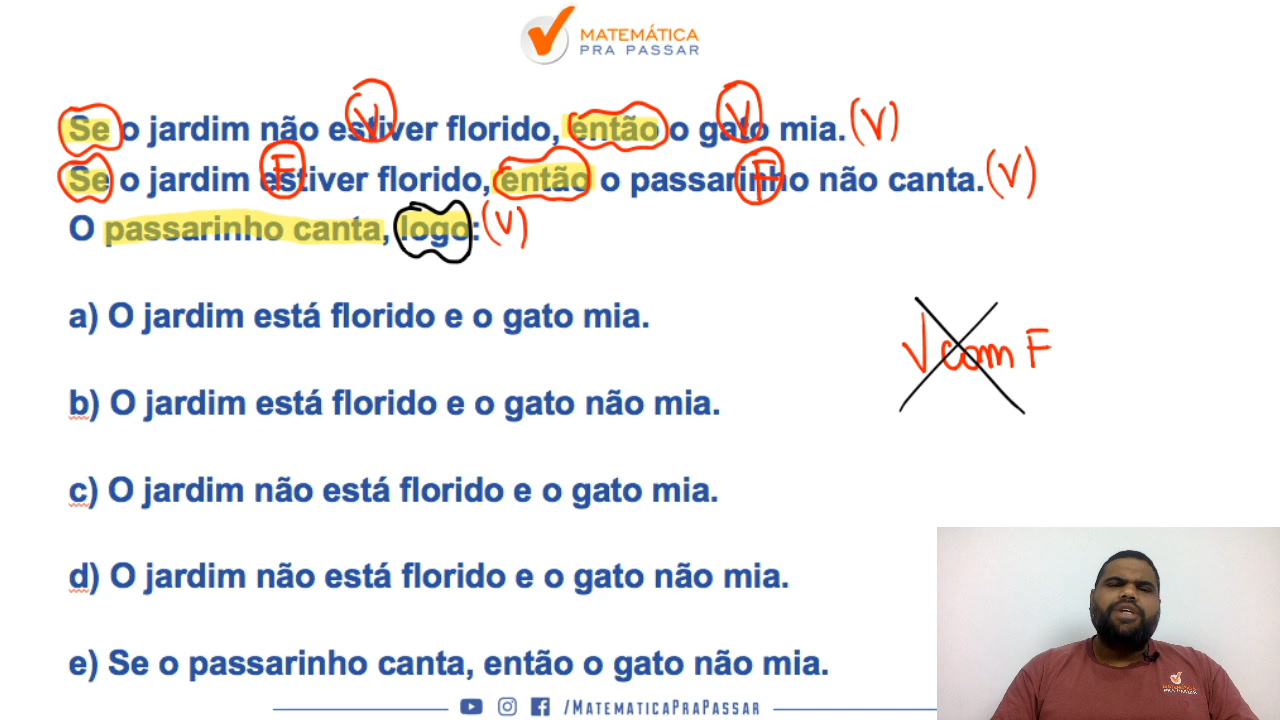 MATEMÁTICA
PRA PASSAR
V V
Se o jardim não estiver florido, então o gato mia. (V)
F F
Se o jardim estiver florido, então o passarinho não canta. (V)
O passarinho canta, logo: (V)
a) O jardim está florido e o gato mia.
V com F
b) O jardim está florido e o gato não mia.
c) O jardim não está florido e o gato mia.
d) O jardim não está florido e o gato não mia.
e) Se o passarinho canta, então o gato não mia.
/MATEMATICAPRAPASSAR